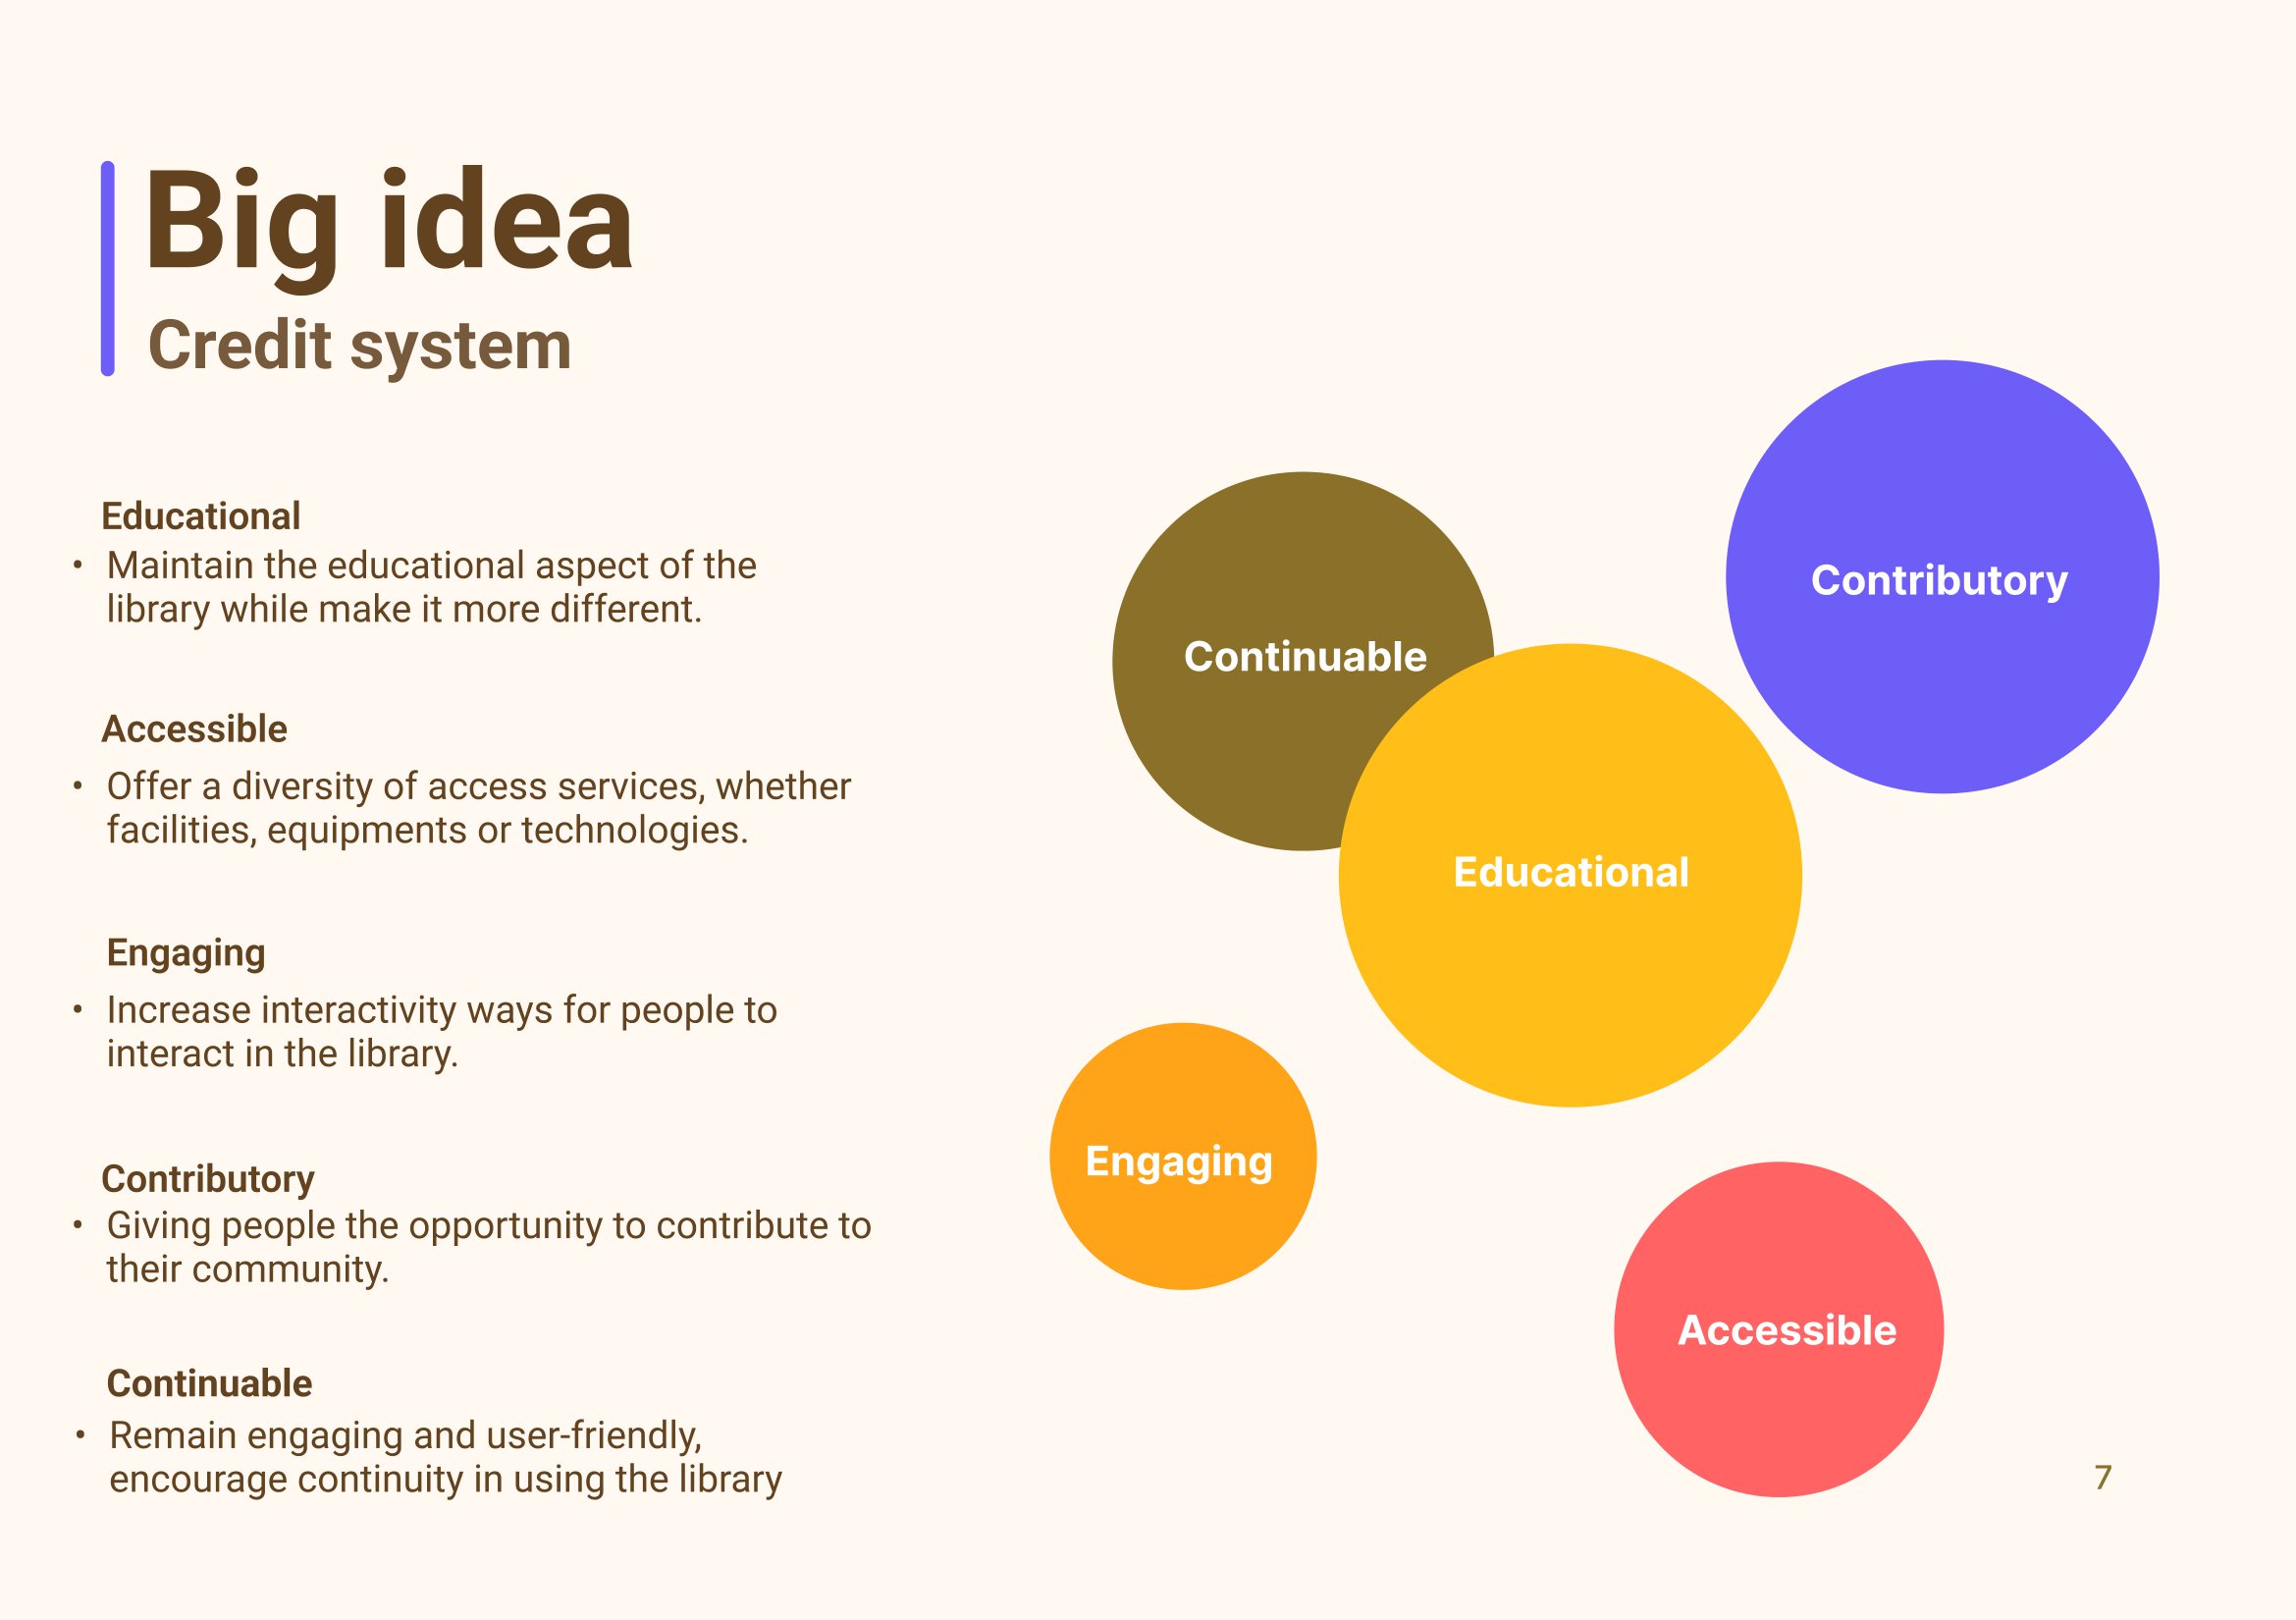 Big idea
Credit system
Educational
• Maintain the educational aspect of the
library while make it more different.
Accessible
• Offer a diversity of access services, whether
facilities, equipments or technologies.
Engaging
• Increase interactivity ways for people to
interact in the library.
Contributory
• Giving people the opportunity to contribute to
their community.
Continuable
• Remain engaging and user-friendly,
encourage continuity in using the library
Contributory
Continuable
Educational
Engaging
Accessible
7